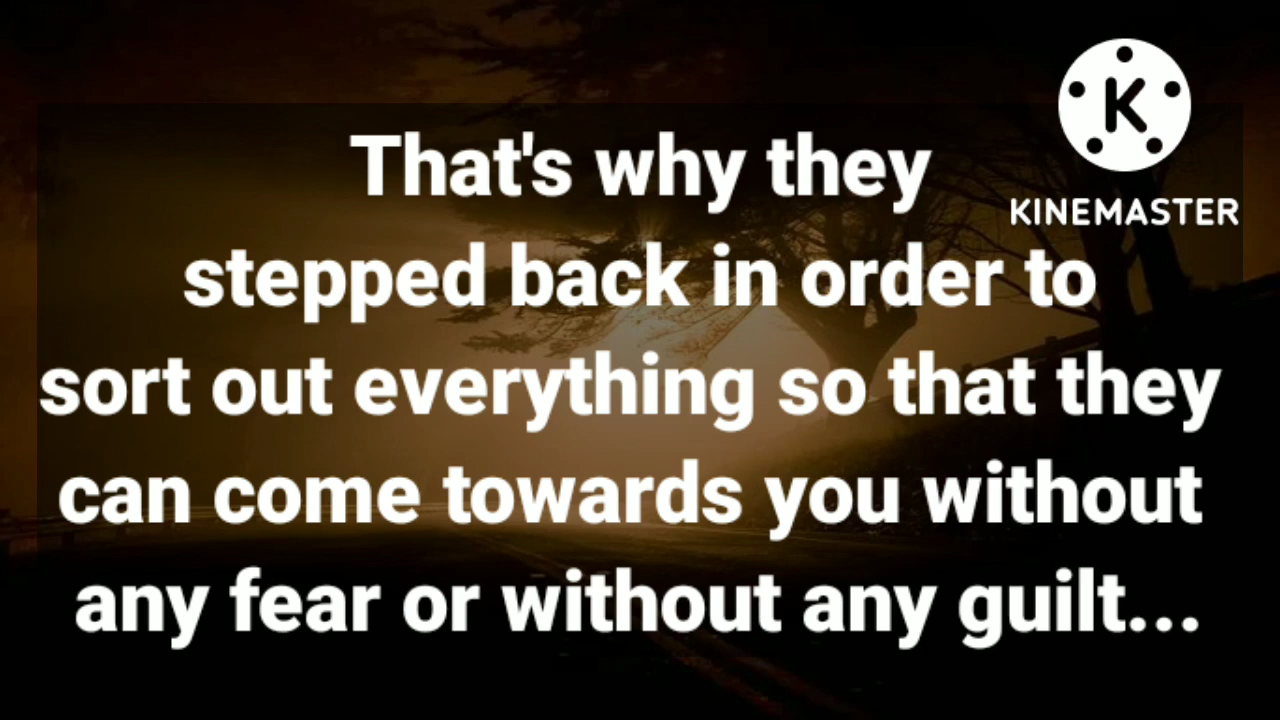 K
KINEMASTER
That's why they
stepped back in order to
sort out everything so that they
can come towards you without
any fear or without any guilt...